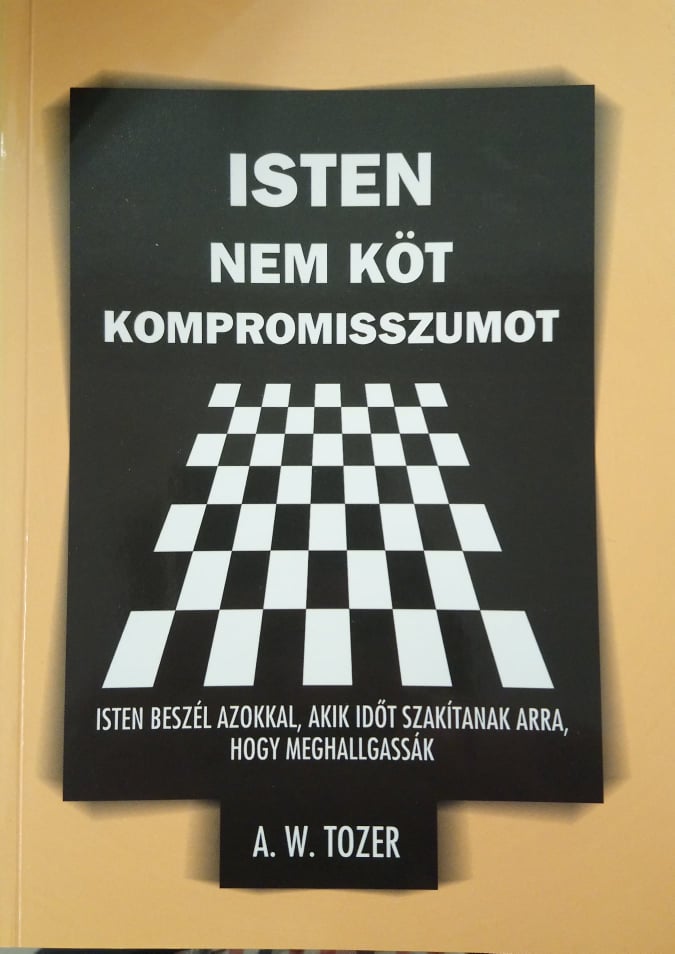 ISTEN
NEM KÖT
KOMPROMISSZUMOT
ISTEN BESZÉL AZOKKAL, AKIK IDŐT SZAKÍTANAK ARRA,
HOGY MEGHALLGASSÁK
A. W. TOZER